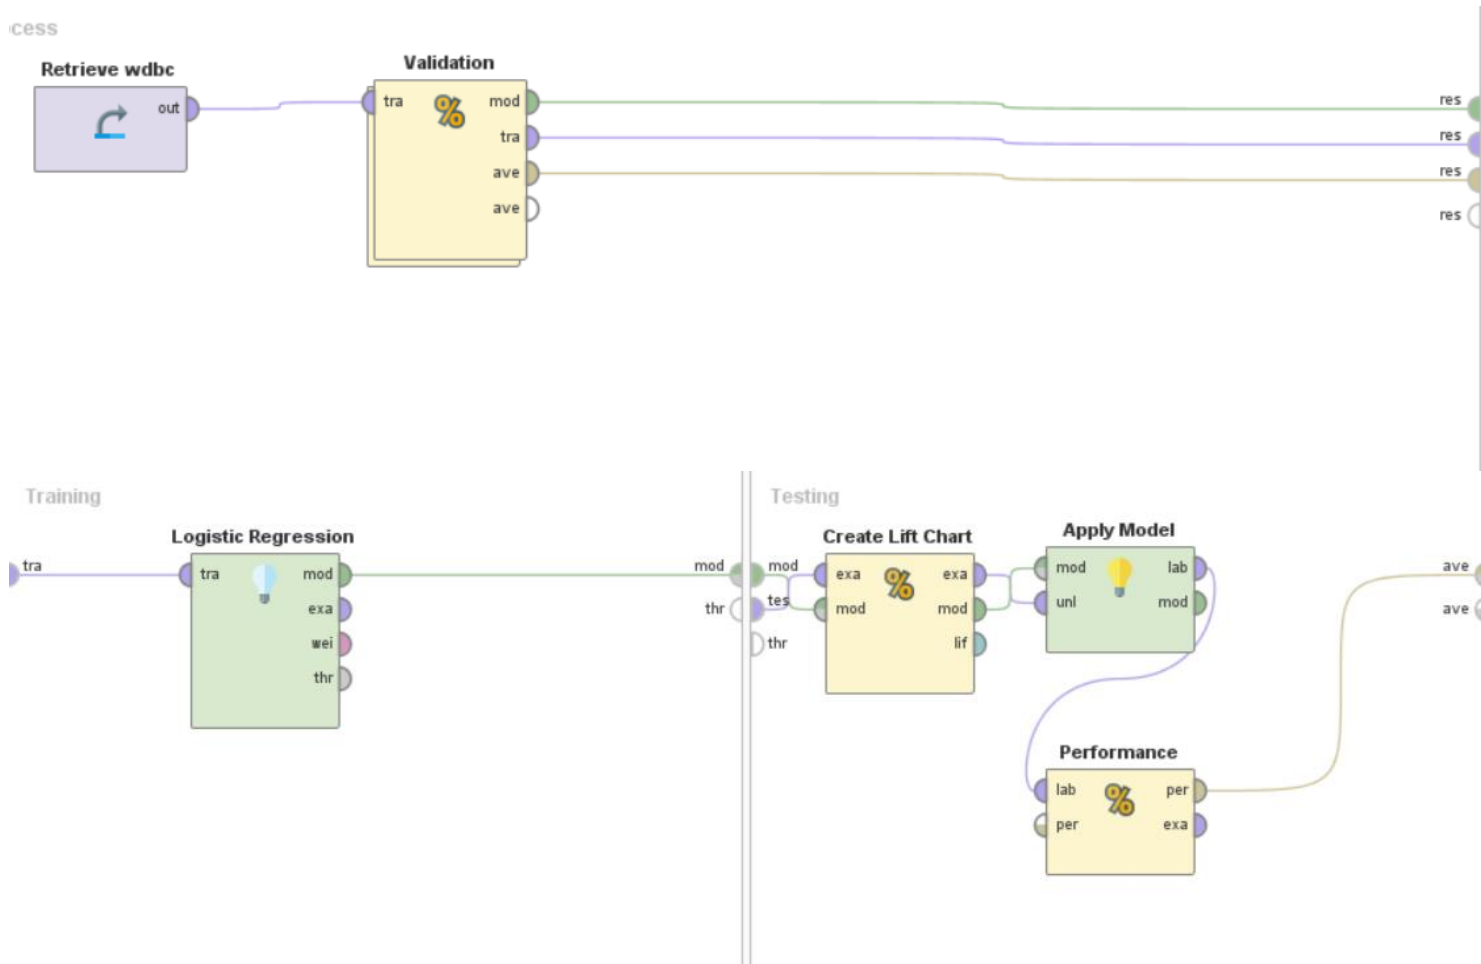 cess
Retrieve wdbc
out
Validation
tra
mod
tra
ave
ave
res
res
res
res
Training
tra
Logistic Regression
tra
mod
exa
wei
thr
mod
thr
Testing
mod
tes
thr
Create Lift Chart
exa
mod
exa
mod
lif
Apply Model
mod
unl
lab
mod
Performance
lab
per
per
exa
ave
ave